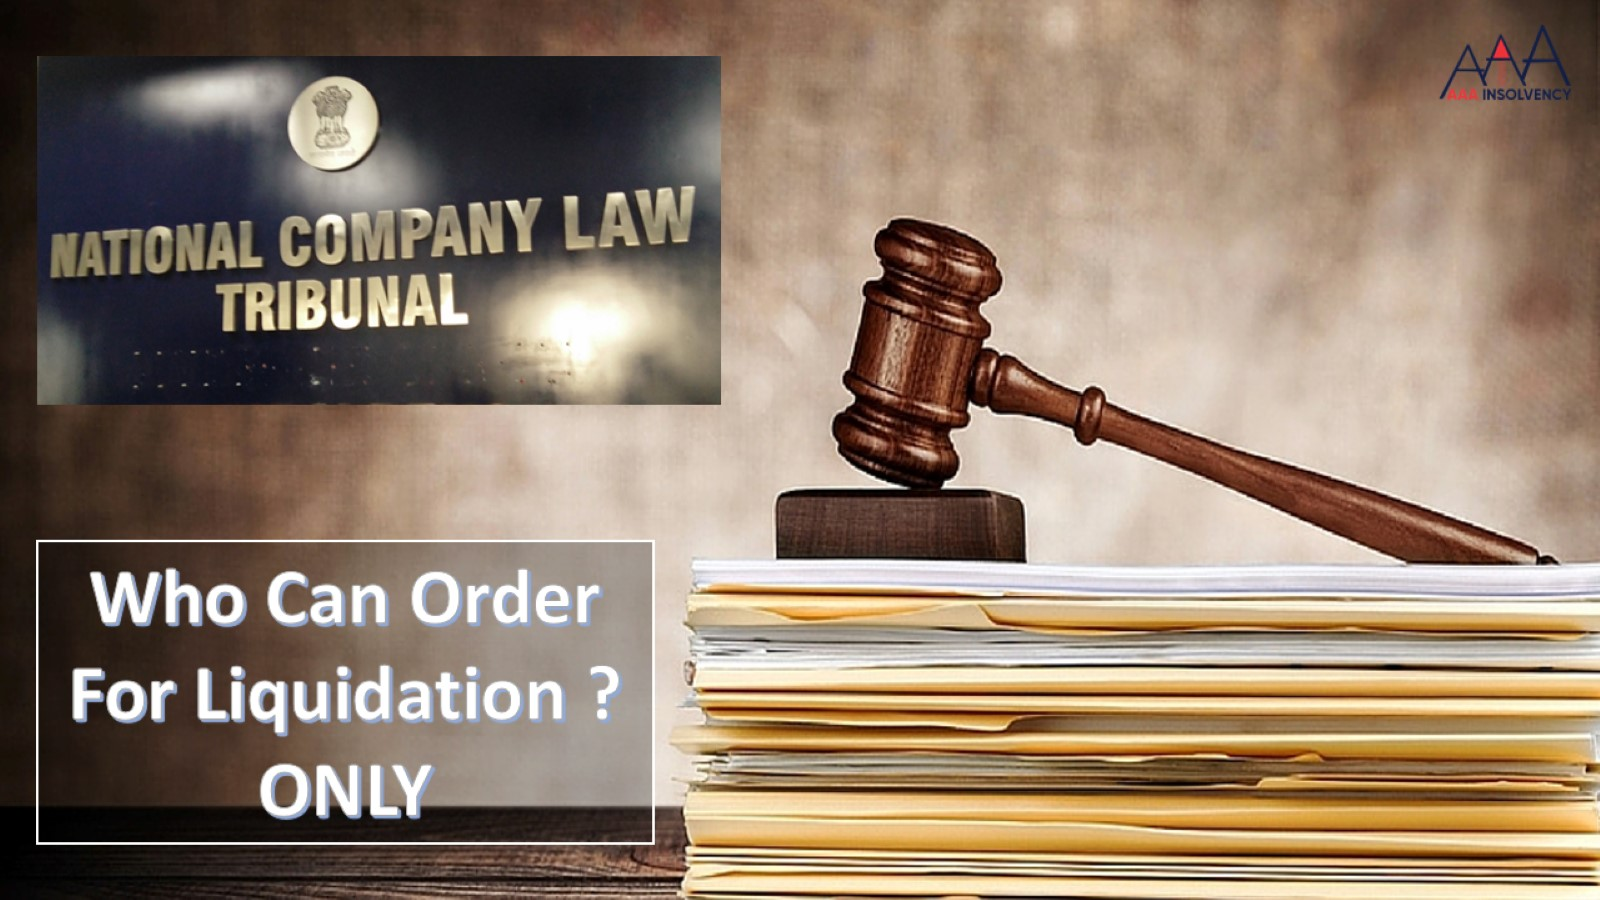 NATIONAL COMPANY LAW
TRIBUNAL
AAA INSOLVENCY
Who Can Order
For Liquidation ?
ONLY